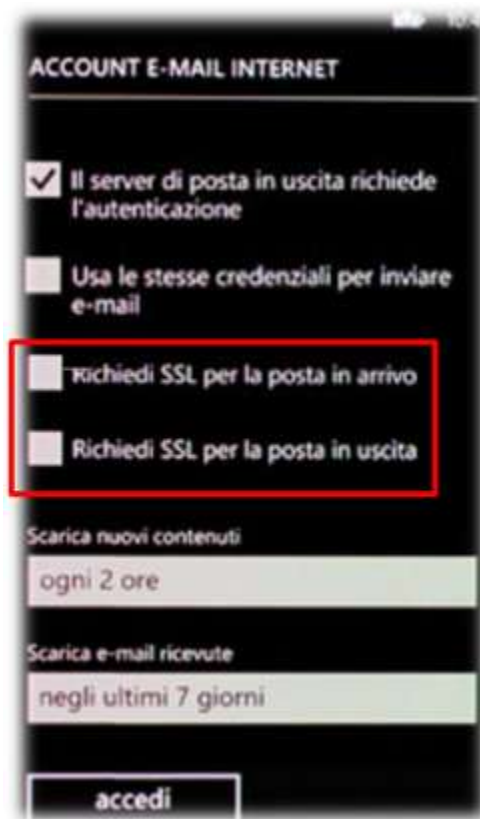 ACCOUNT E-MAIL INTERNET
Il server di posta in uscita richiede
l'autenticazione
Usa le stesse credenziali per inviare
e-mail
Richiedi SSL per la posta in arrivo
Richiedi SSL per la posta in uscita
Scarica nuovi contenuti
ogni 2 ore
Scarica e-mail ricevute
negli ultimi 7 giorni
accedi